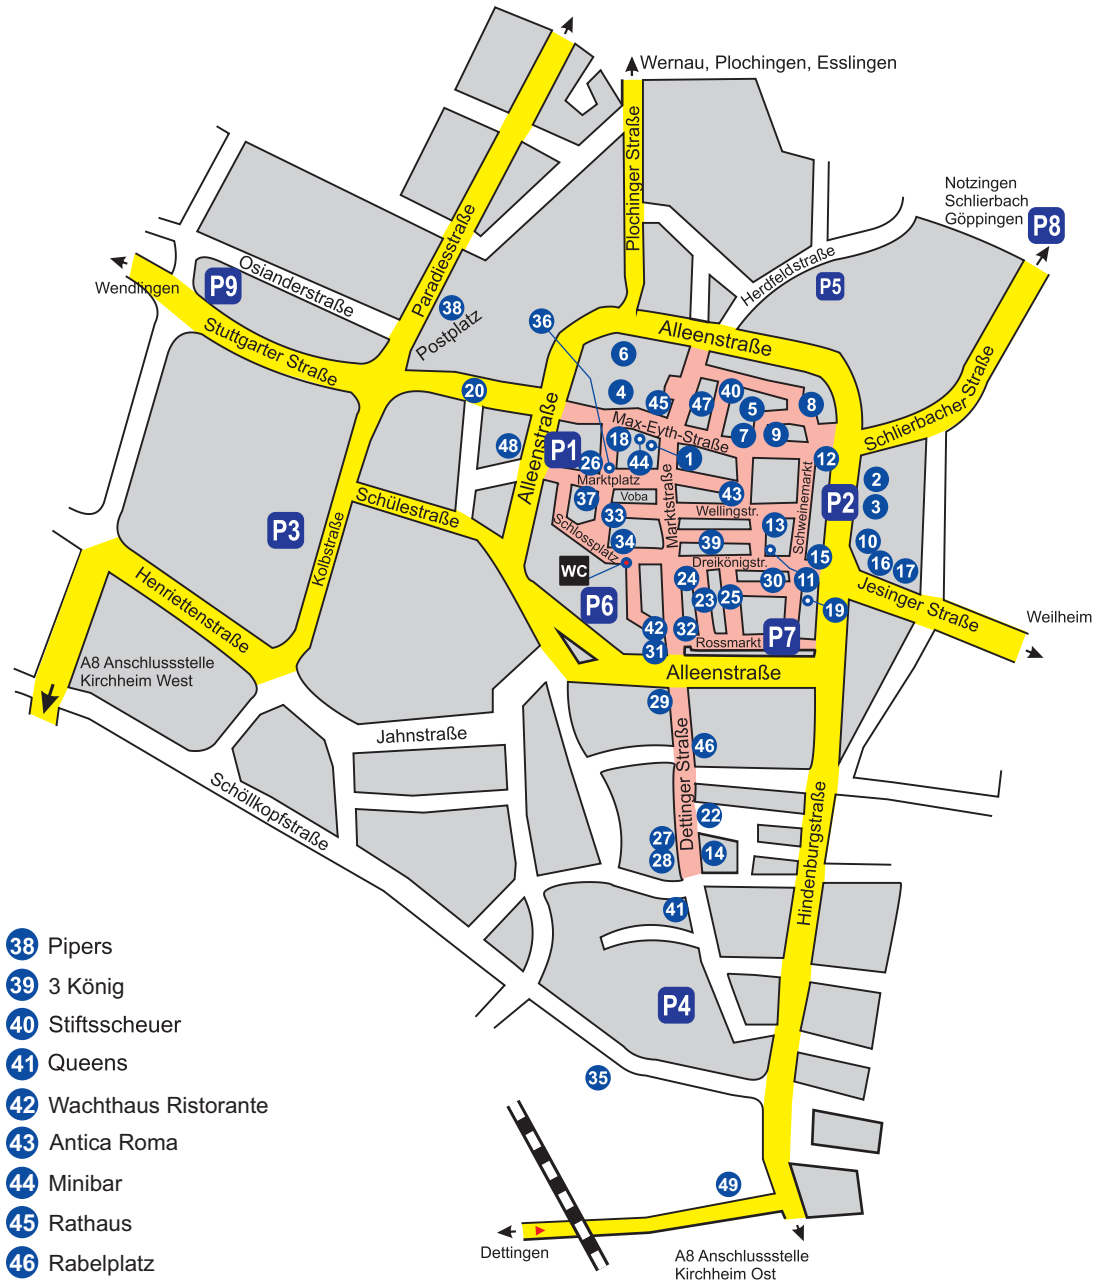 Wernau, Plochingen, Esslingen
Plochinger Straße
Notzingen
Schlierbach
Göppingen
P8
Paradiesstraße
Osianderstraße
Herdfeldstraße
Wendlingen
P9
P5
38
Postplatz
36
Stuttgarter Straße
Alleenstraße
6
Schlierbacher Straße
20
4
45
47
40
5
8
Alleenstraße
Max-Eyth-Straße
7
9
48
P1
18
44
1
12
26
Marktplatz
Schweinemarkt
2
Schülestraße
37
Voba
Marktstraße
43
P2
3
Wellingstr.
33
13
P3
Kolbstraße
Schlossplatz
34
39
10
Dreikönigstr.
15
16
17
WC
24
30
11
Henriettenstraße
P6
23
25
19
Jesinger Straße
Weilheim
42
32
P7
31
Rossmarkt
A8 Anschlussstelle
Kirchheim West
Alleenstraße
29
Jahnstraße
46
Dettinger Straße
Schöllkopfstraße
22
27
28
14
Hindenburgstraße
41
P4
35
49
Dettingen
A8 Anschlussstelle
Kirchheim Ost
38 Pipers
39 3 König
40 Stiftsscheuer
41 Queens
42 Wachthaus Ristorante
43 Antica Roma
44 Minibar
45 Rathaus
46 Rabelplatz